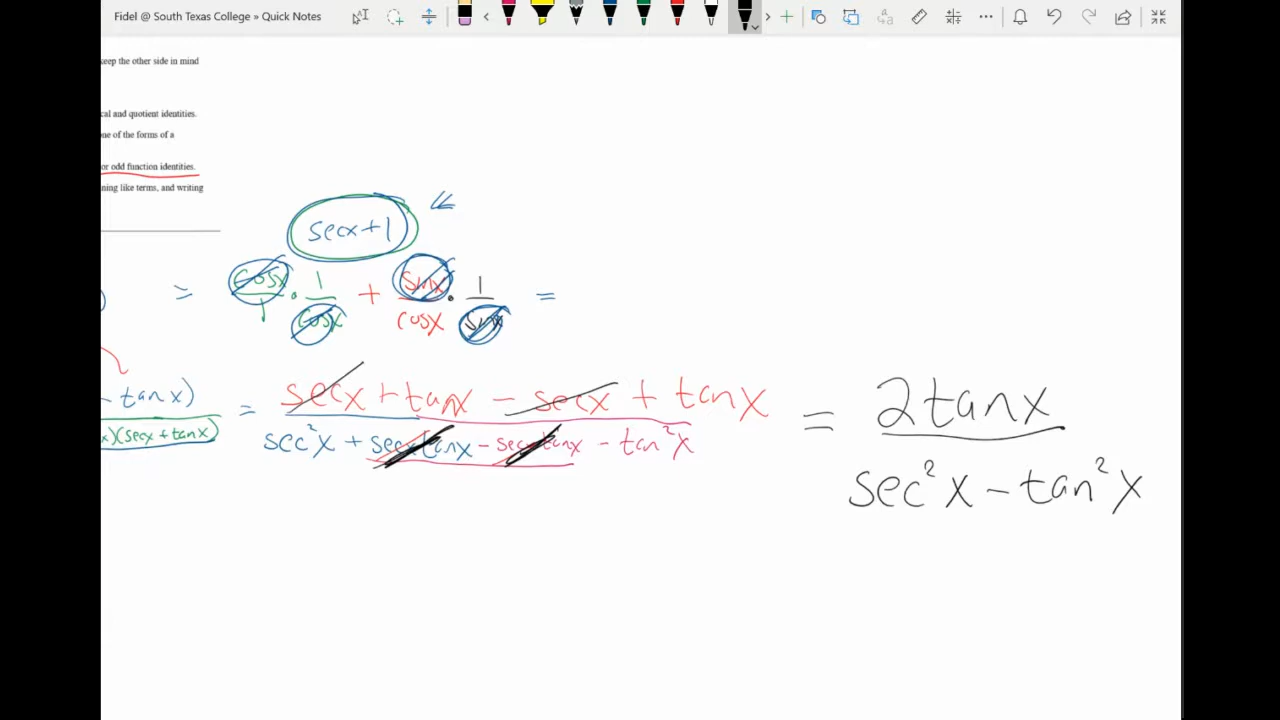 Fidel @ South Texas College » Quick Notes
keep the other side in mind
cal and quotient identities.
one of the forms of a
or odd function identities.
ning like terms, and writing
secx+1
= cosx/1 · 1/cosx + sinx/cosx · 1/sinx =
- tanx) = secx + tanx - secx + tanx = 2tanx
x)(secx + tanx) sec²x + secxtanx - secxtanx - tan²x sec²x - tan²x